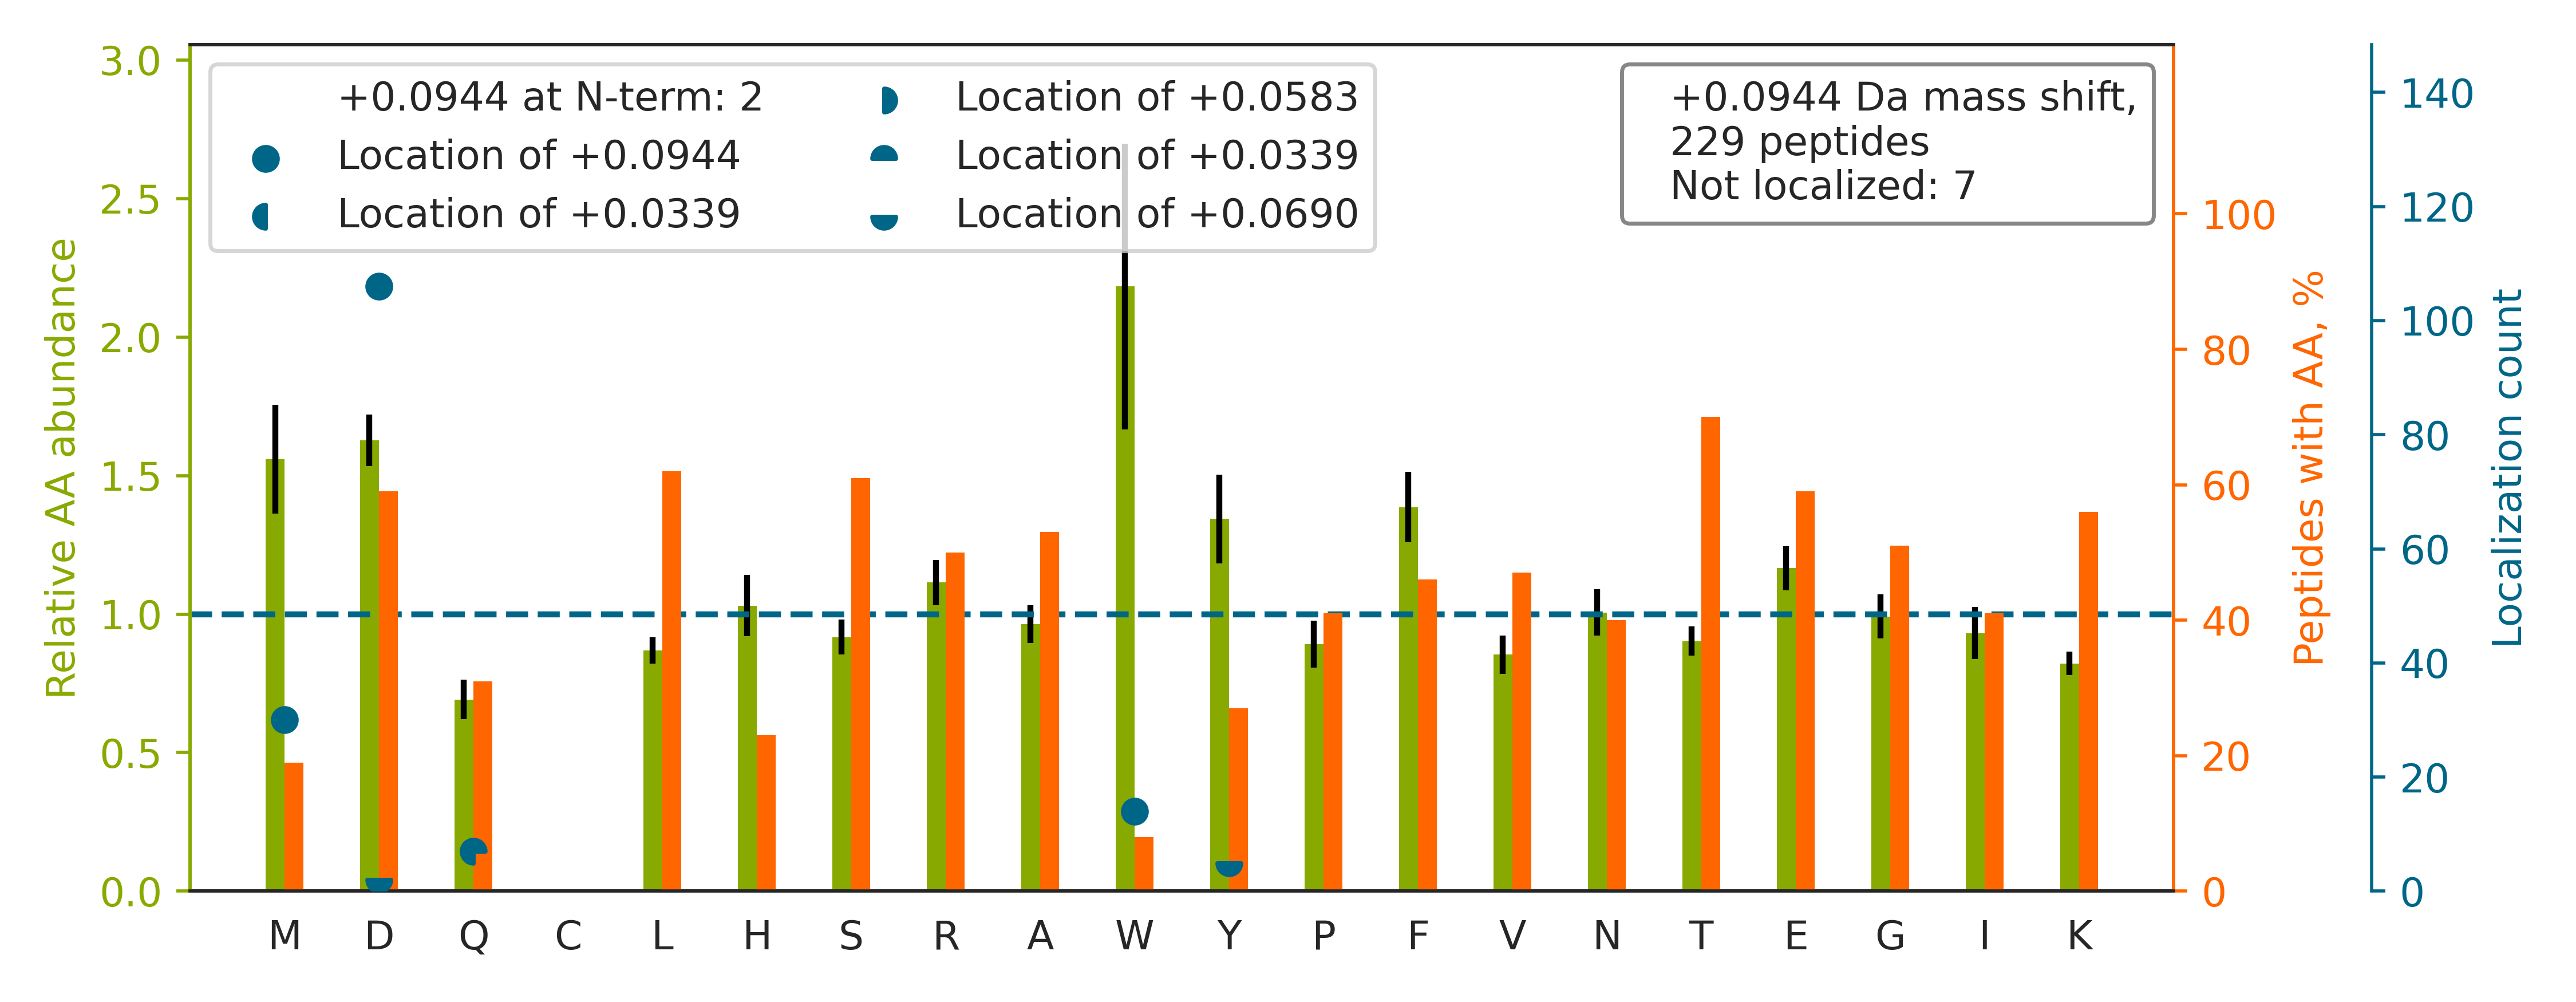 +0.0944 at N-term: 2
Location of +0.0944
Location of +0.0339
Location of +0.0583
Location of +0.0339
Location of +0.0690
+0.0944 Da mass shift,
229 peptides
Not localized: 7
Relative AA abundance
3.0
2.5
2.0
1.5
1.0
0.5
0.0
M D Q C L H S R A W Y P F V N T E G I K
100
80
60
40
20
0
Peptides with AA, %
140
120
100
80
60
40
20
0
Localization count